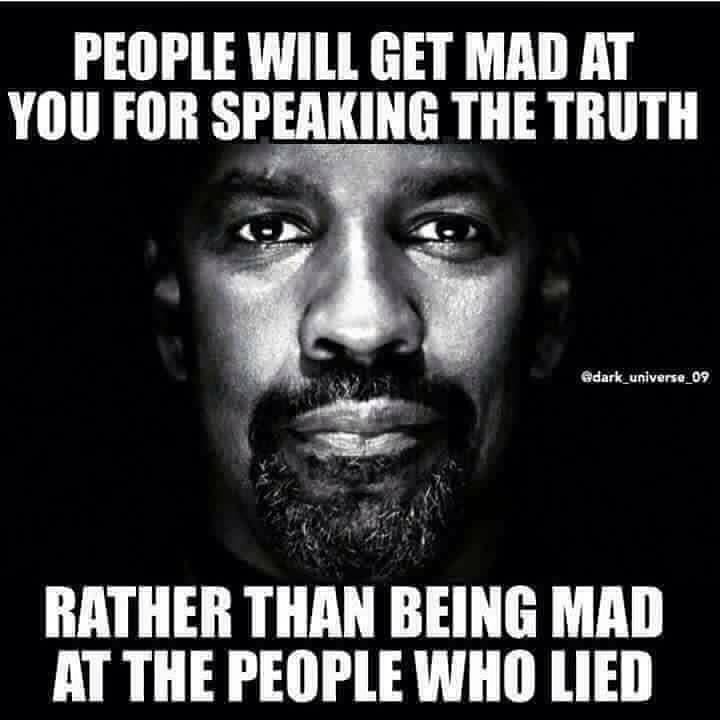 PEOPLE WILL GET MAD AT
YOU FOR SPEAKING THE TRUTH
@dark_universe_09
RATHER THAN BEING MAD
AT THE PEOPLE WHO LIED